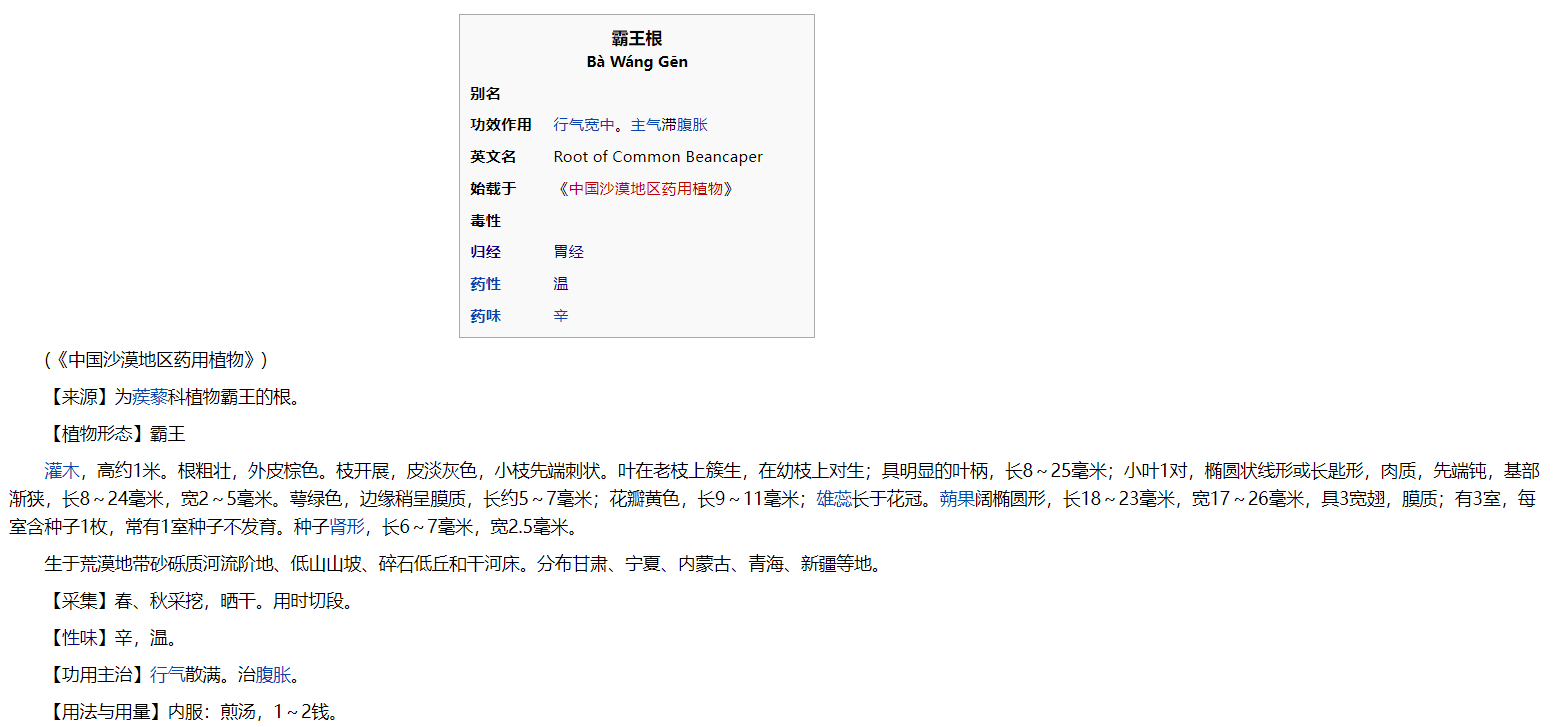 霸王根
Bà Wáng Gēn
别名
功效作用 行气宽中。主气滞腹胀
英文名 Root of Common Beancaper
始载于 《中国沙漠地区药用植物》
毒性
归经 胃经
药性 温
药味 辛
(《中国沙漠地区药用植物》)
【来源】为蒺藜科植物霸王的根。
【植物形态】霸王
灌木，高约1米。根粗壮，外皮棕色。枝开展，皮淡灰色，小枝先端刺状。叶在老枝上簇生，在幼枝上对生；具明显的叶柄，长8～25毫米；小叶1对，椭圆状线形或长匙形，肉质，先端钝，基部
渐狭，长8～24毫米，宽2～5毫米。萼绿色，边缘稍呈膜质，长约5～7毫米；花瓣黄色，长9～11毫米；雄蕊长于花冠。蒴果阔椭圆形，长18～23毫米，宽17～26毫米，具3宽翅，膜质；有3室，每
室含种子1枚，常有1室种子不发育。种子肾形，长6～7毫米，宽2.5毫米。
生于荒漠地带砂砾质河流阶地、低山山坡、碎石低丘和干河床。分布甘肃、宁夏、内蒙古、青海、新疆等地。
【采集】春、秋采挖，晒干。用时切段。
【性味】辛，温。
【功用主治】行气散满。治腹胀。
【用法与用量】内服：煎汤，1～2钱。